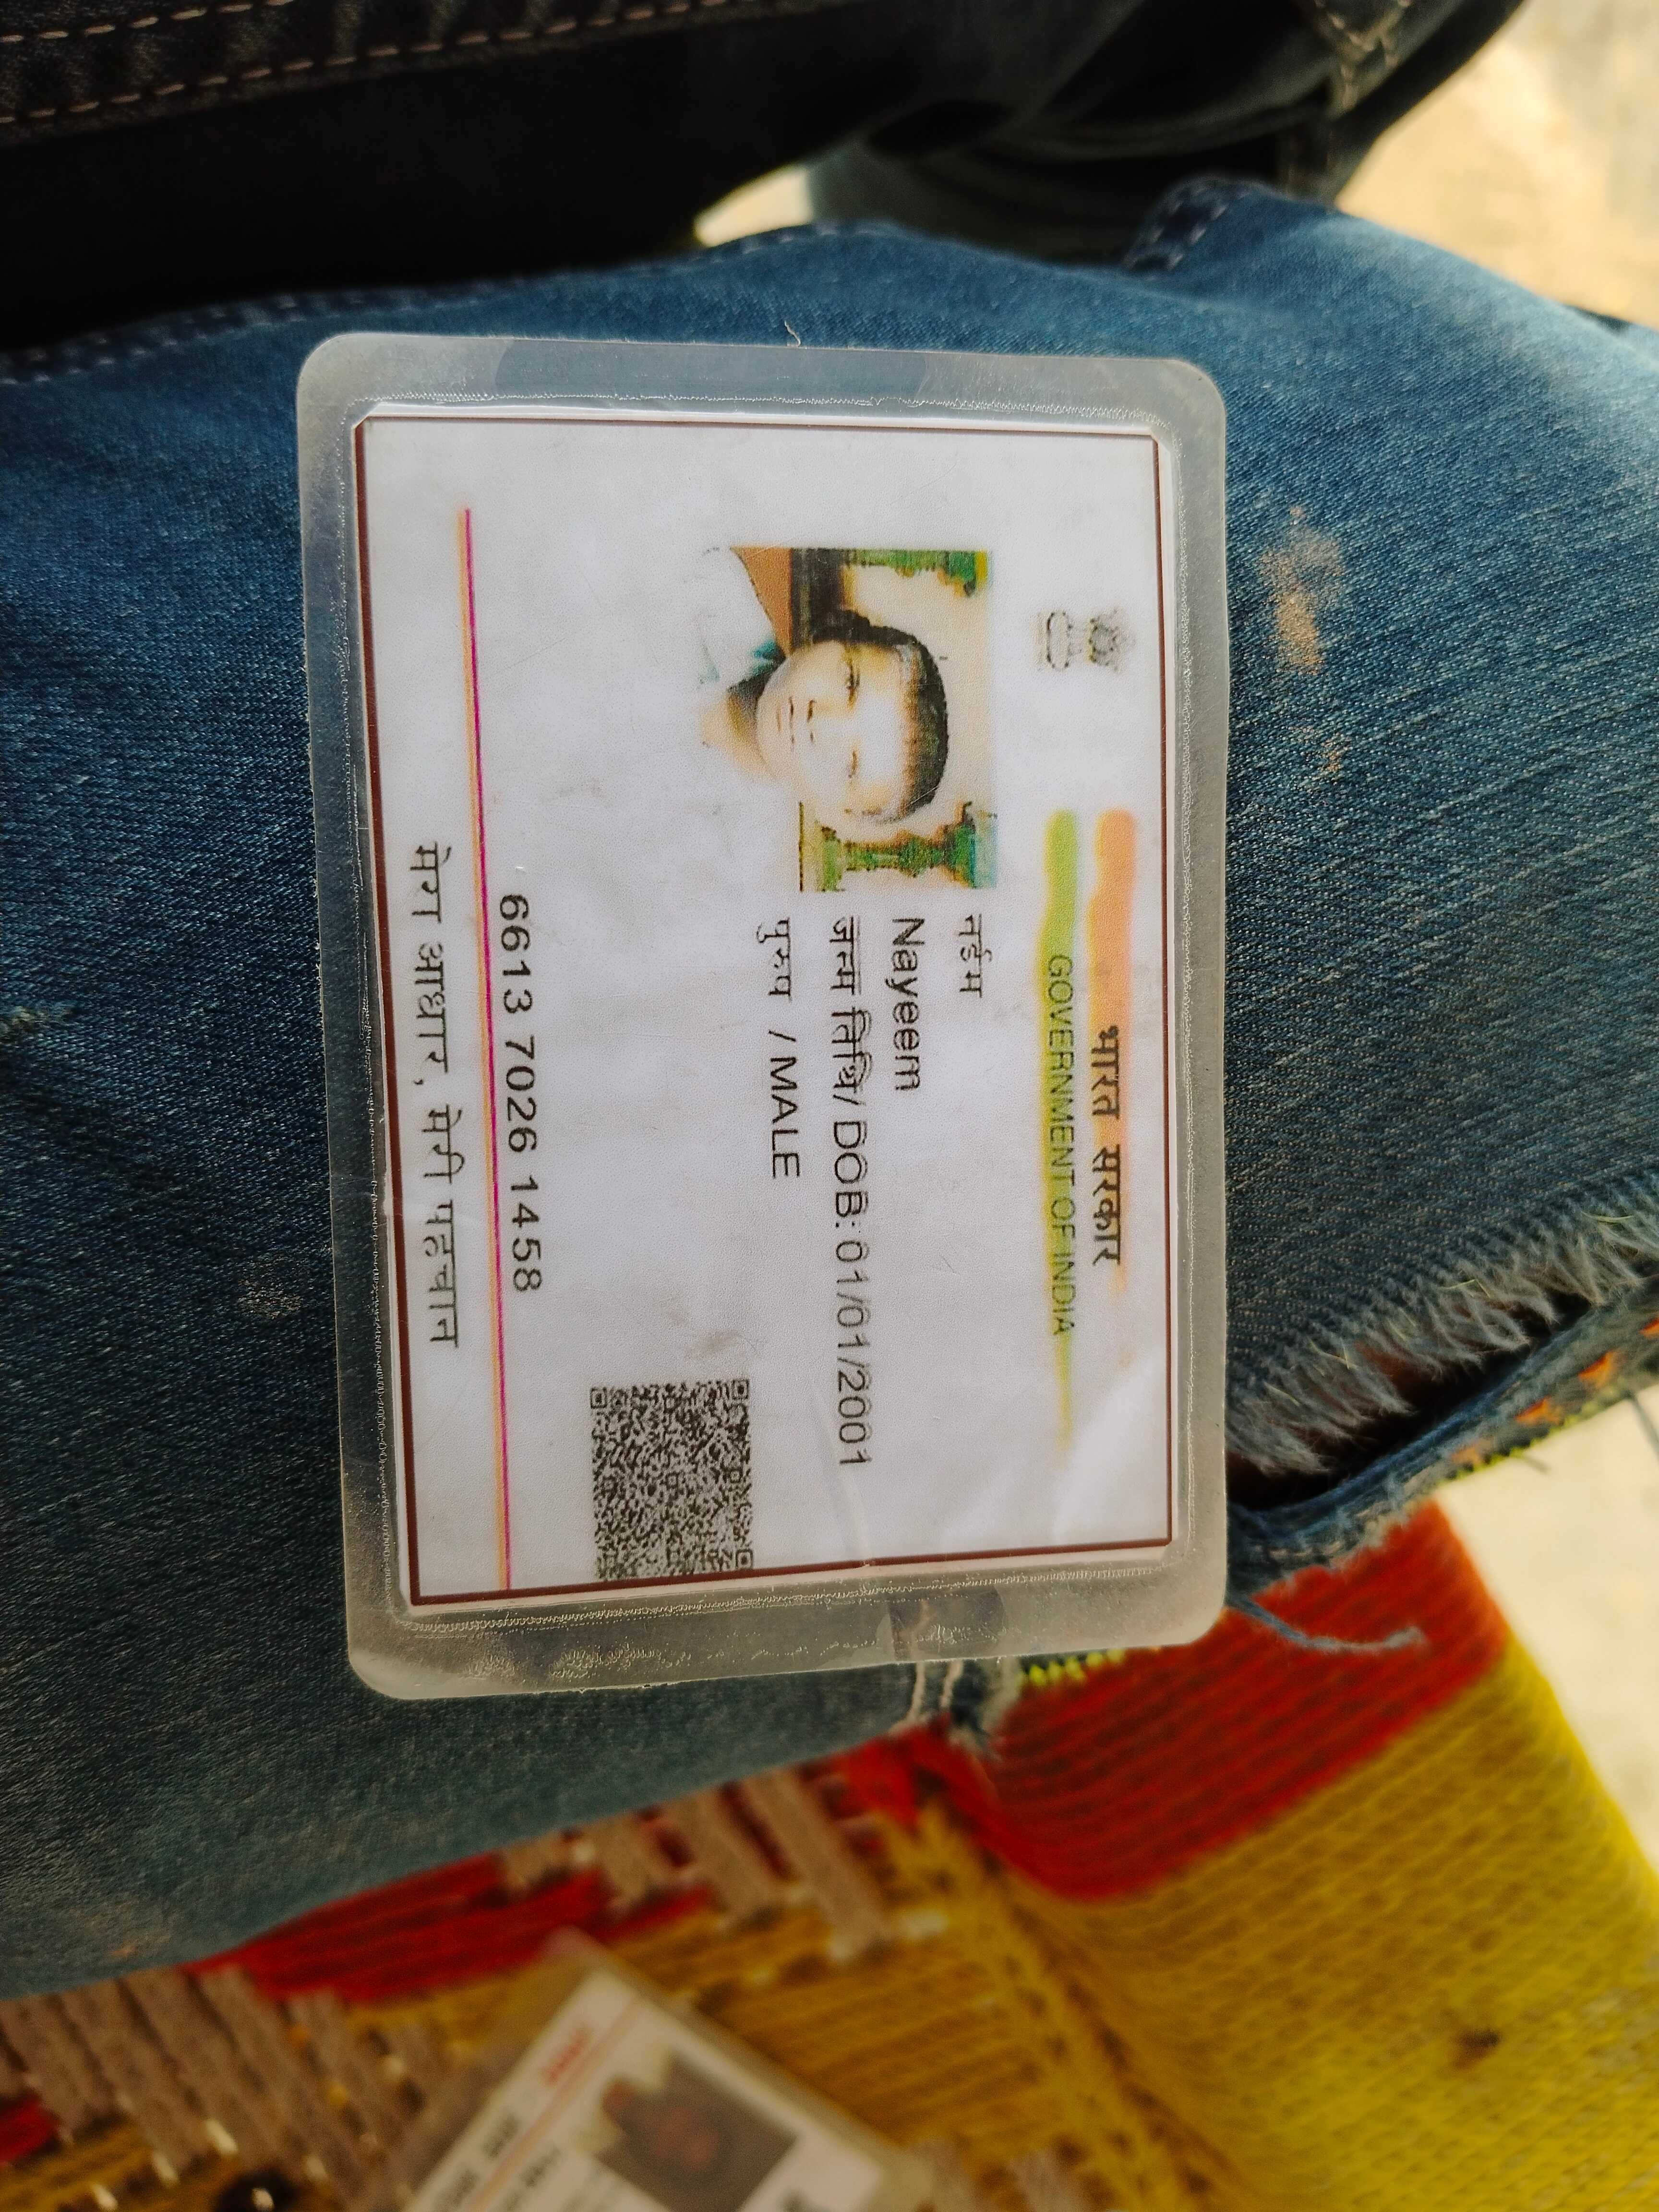 भारत सरकार
GOVERNMENT OF INDIA
नईम
Nayeem
जन्म तिथि/ DOB: 01/01/2001
पुरुष / MALE
6613 7026 1458
मेरा आधार, मेरी पहचान